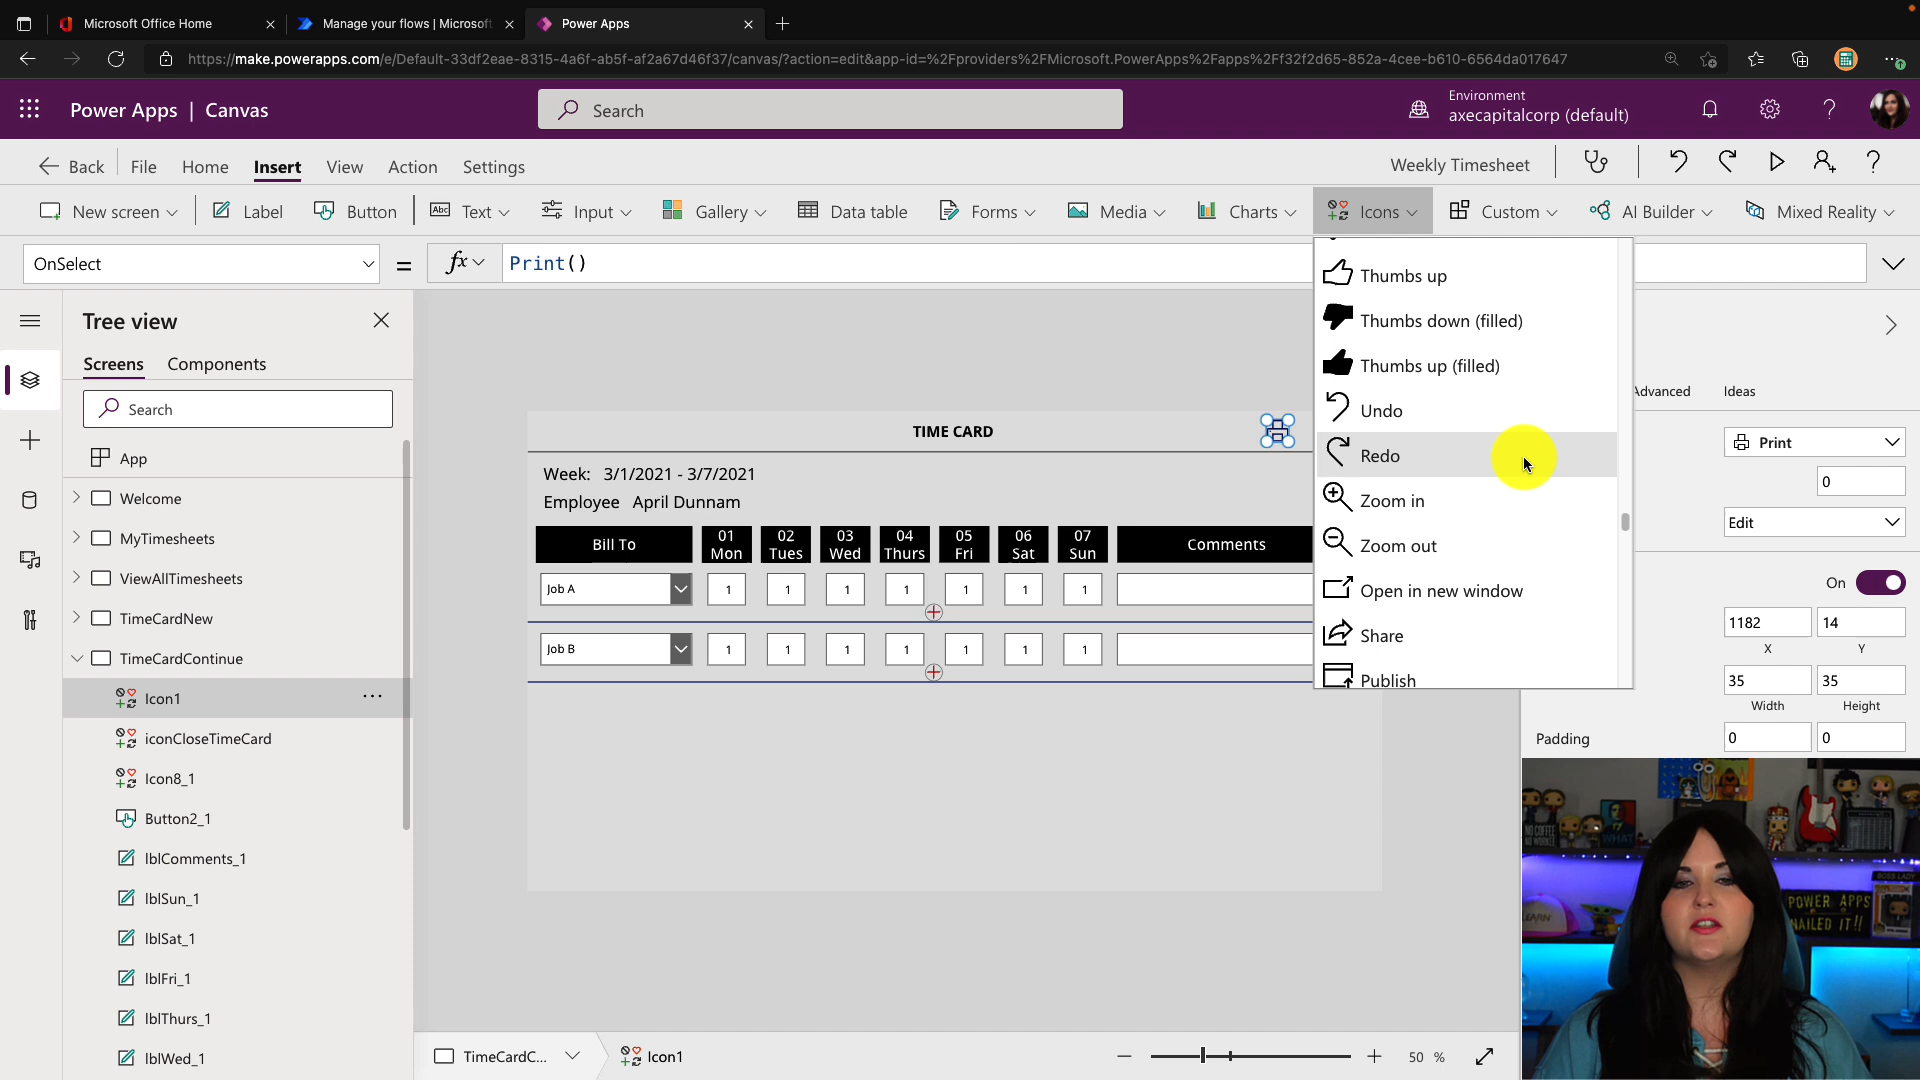 Microsoft Office Home
Manage your flows | Microsoft
Power Apps
https://make.powerapps.com/e/Default-33df2eae-8315-4a6f-ab5f-af2a67d46f37/canvas/?action=edit&app-id=%2Fproviders%2FMicrosoft.PowerApps%2Fapps%2Ff32f2d65-852a-4cee-b610-6564da017647
Power Apps | Canvas
Search
Environment
axecapitalcorp (default)
Back
File
Home
Insert
View
Action
Settings
Weekly Timesheet
New screen
Label
Button
Text
Input
Gallery
Data table
Forms
Media
Charts
Icons
Custom
AI Builder
Mixed Reality
OnSelect
=
fx
Print()
Tree view
Screens
Components
Search
App
Welcome
MyTimesheets
ViewAllTimesheets
TimeCardNew
TimeCardContinue
Icon1
iconCloseTimeCard
Icon8_1
Button2_1
lblComments_1
lblSun_1
lblSat_1
lblFri_1
lblThurs_1
lblWed_1
TIME CARD
Week: 3/1/2021 - 3/7/2021
Employee April Dunnam
Bill To
01 Mon
02 Tues
03 Wed
04 Thurs
05 Fri
06 Sat
07 Sun
Comments
Job A 1 1 1 1 1 1 1
Job B 1 1 1 1 1 1 1
Thumbs up
Thumbs down (filled)
Thumbs up (filled)
Undo
Redo
Zoom in
Zoom out
Open in new window
Share
Publish
Advanced
Ideas
Print
0
Edit
On
1182 14
X Y
35 35
Width Height
Padding 0 0
TimeCardC...
Icon1
50 %
NO COFFEE
WHAT
LEARN
BOSS LADY
POWER APPS
NAILED IT!!